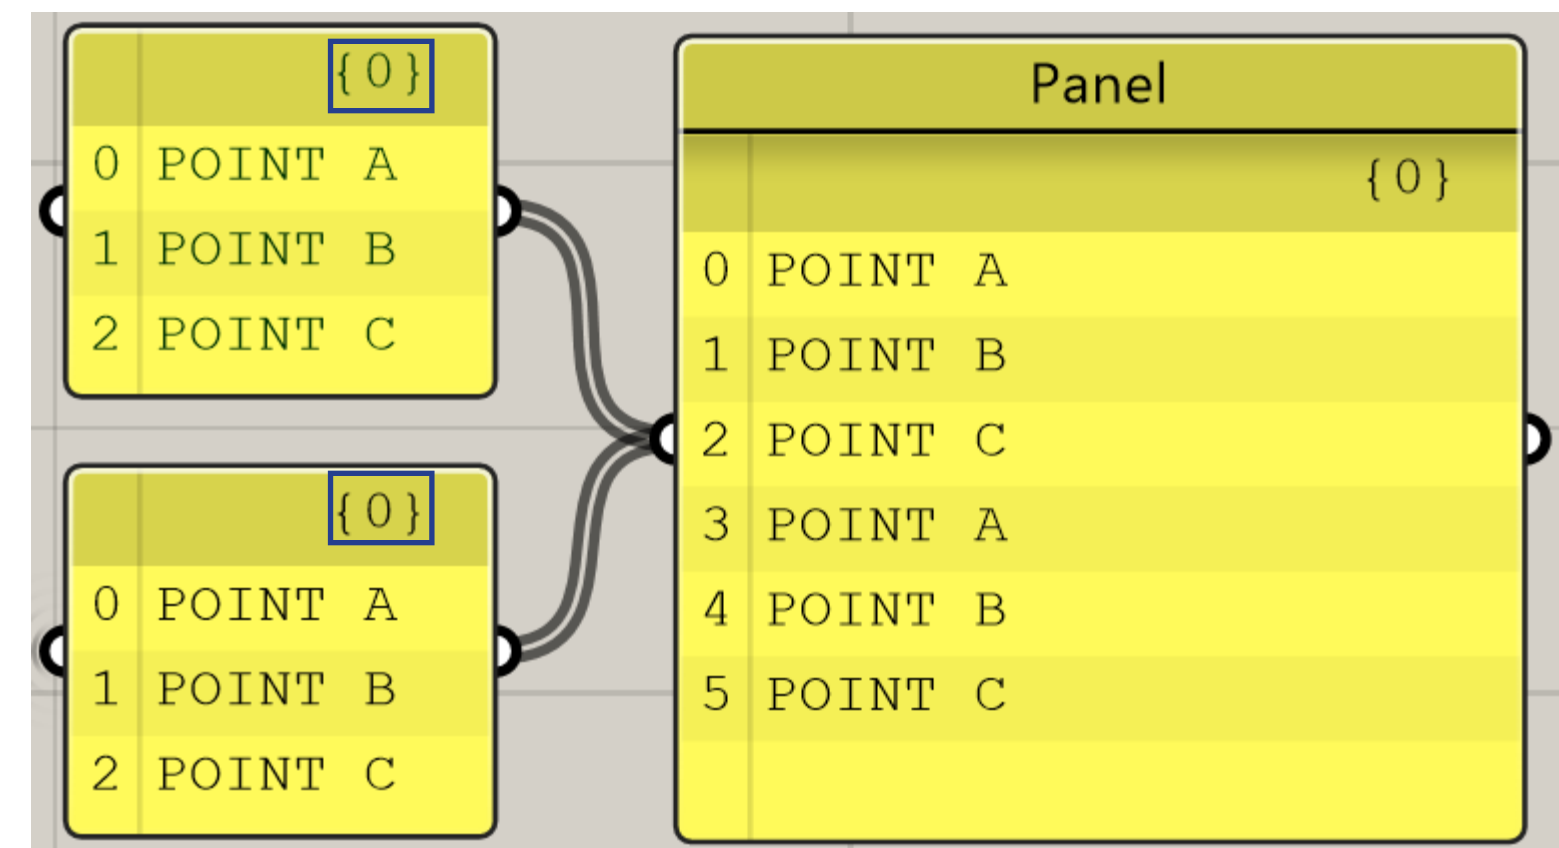 {0}
0 POINT A
1 POINT B
2 POINT C
{0}
0 POINT A
1 POINT B
2 POINT C
Panel
{0}
0 POINT A
1 POINT B
2 POINT C
3 POINT A
4 POINT B
5 POINT C